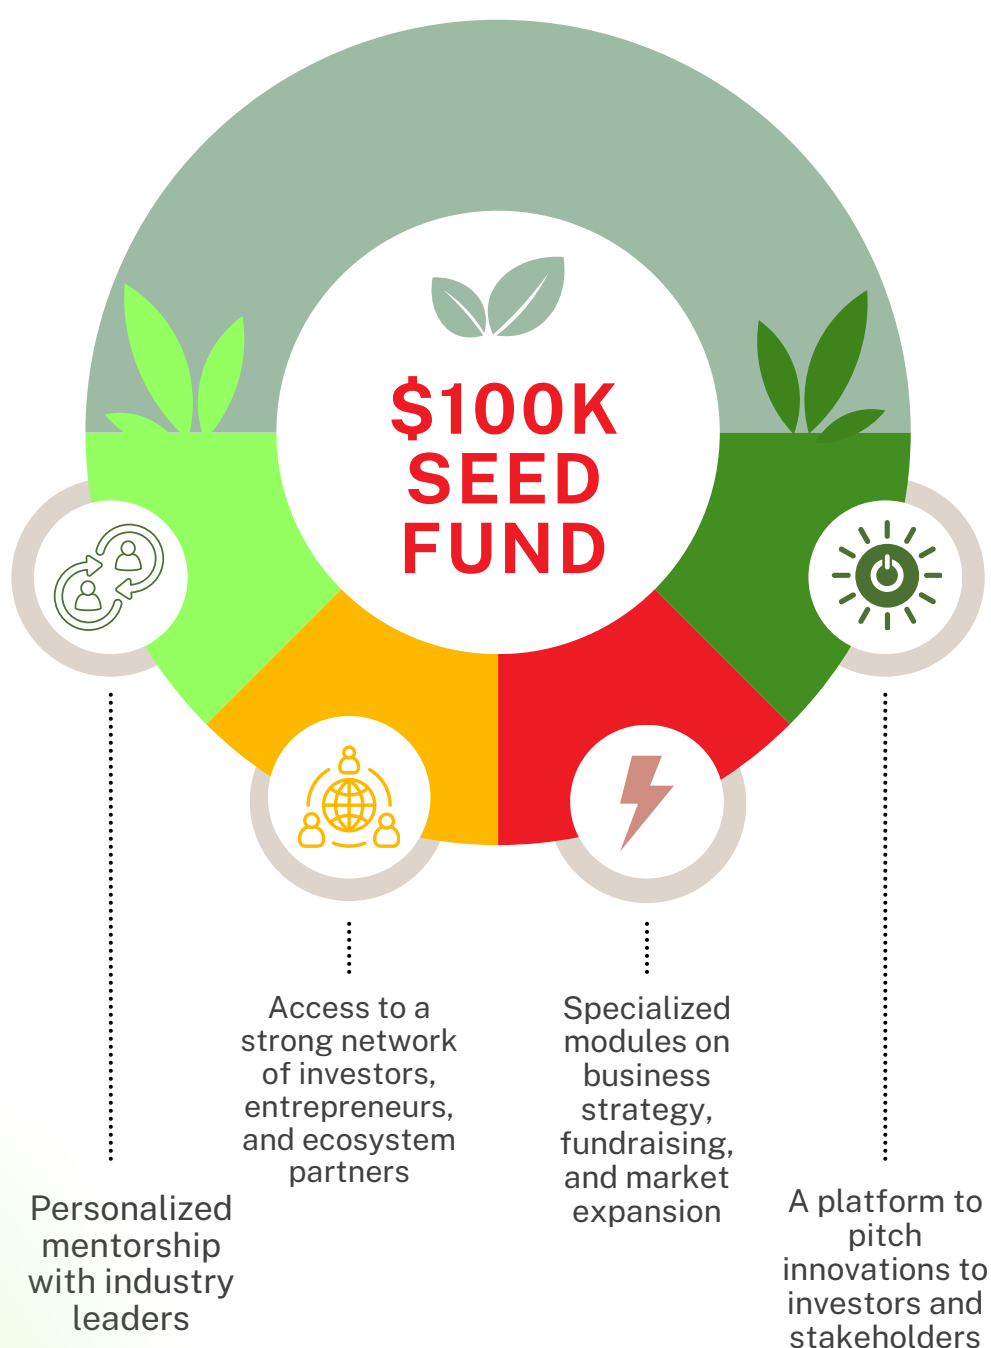 $100K
SEED
FUND
Personalized
mentorship
with industry
leaders
Access to a
strong network
of investors,
entrepreneurs,
and ecosystem
partners
Specialized
modules on
business
strategy,
fundraising,
and market
expansion
A platform to
pitch
innovations to
investors and
stakeholders